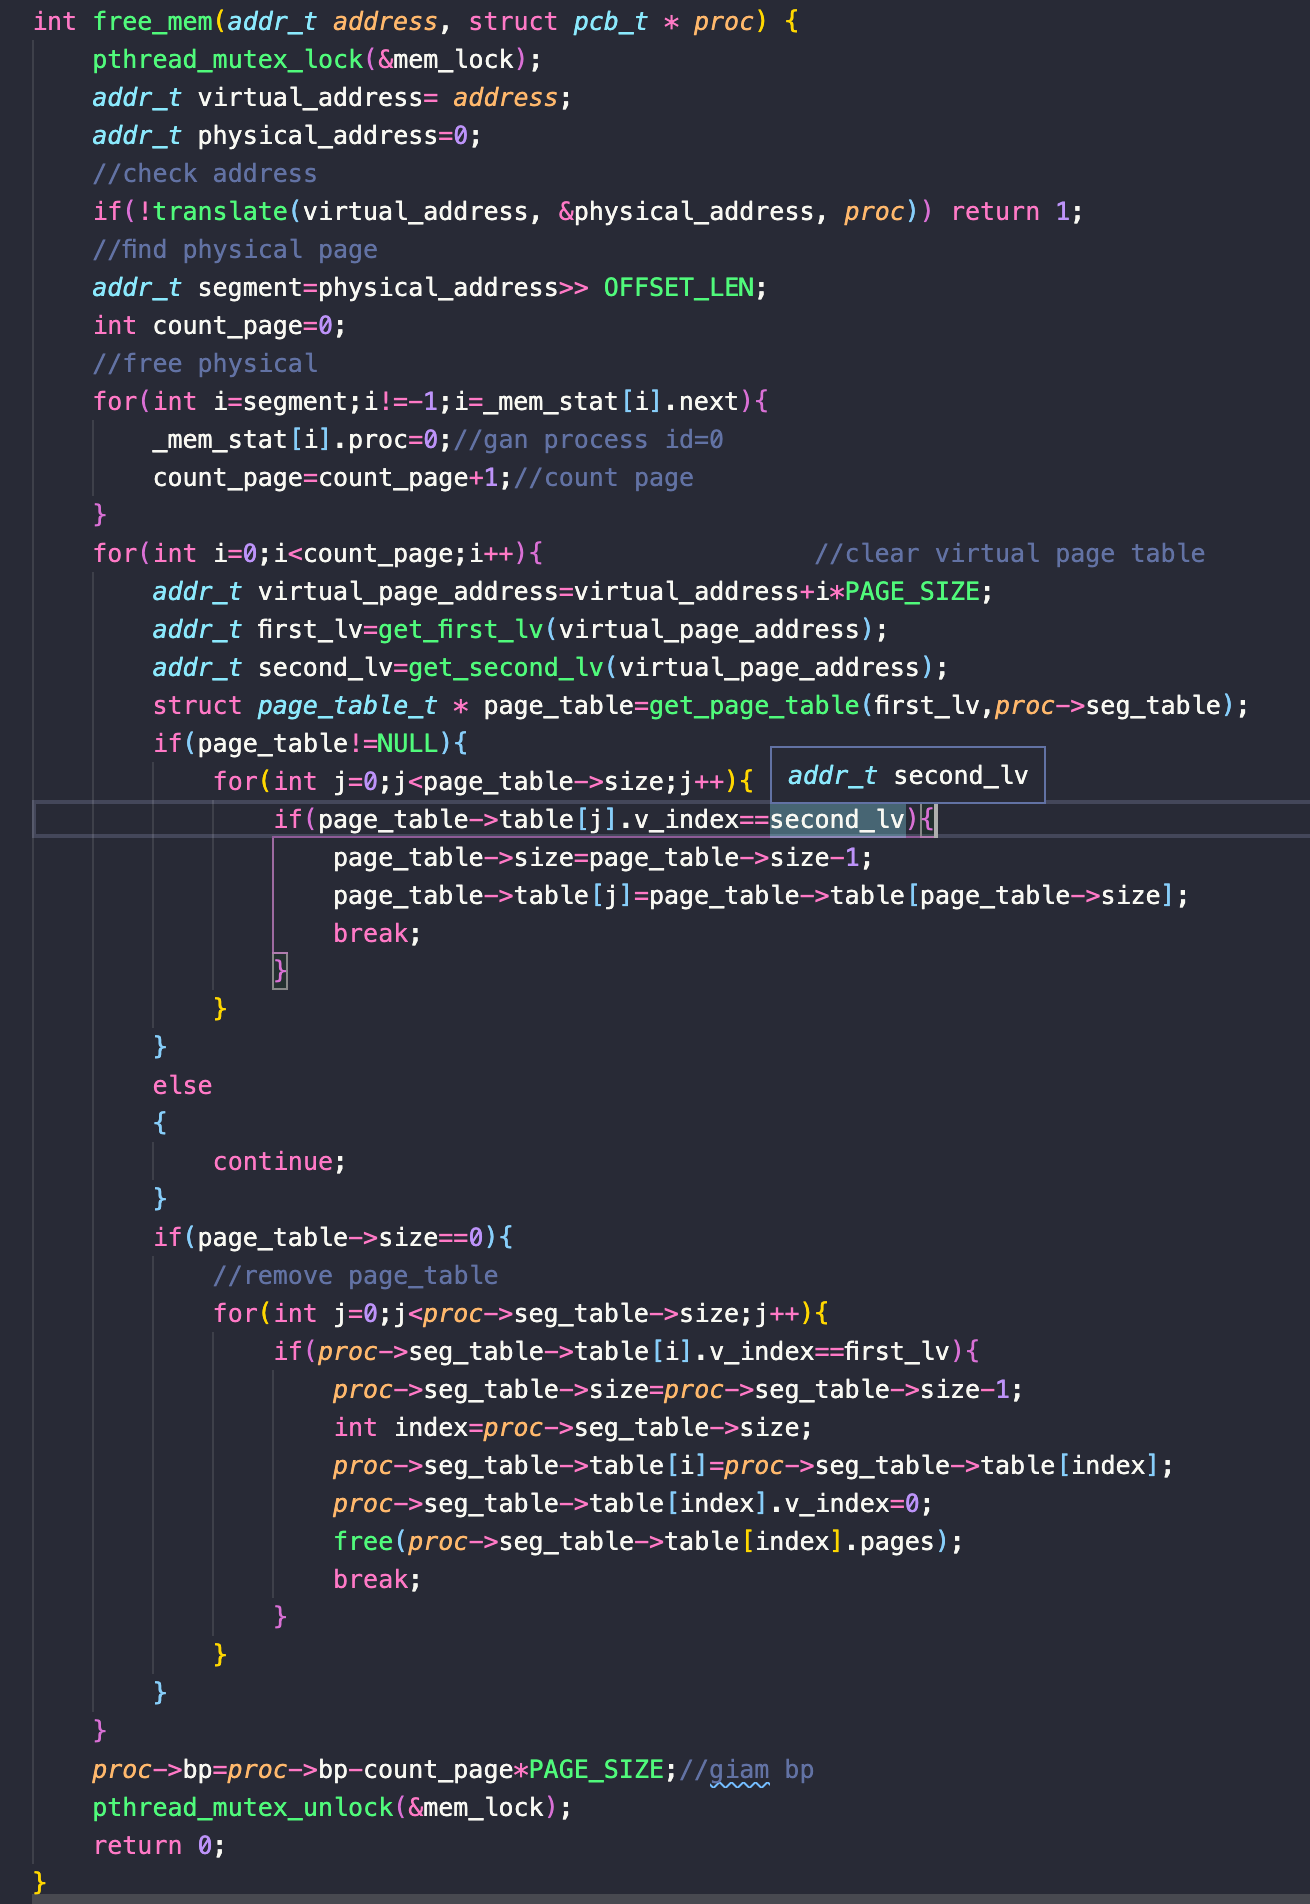 int free_mem(addr_t address, struct pcb_t * proc) {
    pthread_mutex_lock(&mem_lock);
    addr_t virtual_address= address;
    addr_t physical_address=0;
    //check address
    if(!translate(virtual_address, &physical_address, proc)) return 1;
    //find physical page
    addr_t segment=physical_address>> OFFSET_LEN;
    int count_page=0;
    //free physical
    for(int i=segment;i!=-1;i=_mem_stat[i].next){
        _mem_stat[i].proc=0;//gan process id=0
        count_page=count_page+1;//count page
    }
    for(int i=0;i<count_page;i++){                  //clear virtual page table
        addr_t virtual_page_address=virtual_address+i*PAGE_SIZE;
        addr_t first_lv=get_first_lv(virtual_page_address);
        addr_t second_lv=get_second_lv(virtual_page_address);
        struct page_table_t * page_table=get_page_table(first_lv,proc->seg_table);
        if(page_table!=NULL){
            for(int j=0;j<page_table->size;j++){
addr_t second_lv
                if(page_table->table[j].v_index==second_lv){
                    page_table->size=page_table->size-1;
                    page_table->table[j]=page_table->table[page_table->size];
                    break;
                }
            }
        }
        else
        {
            continue;
        }
        if(page_table->size==0){
            //remove page_table
            for(int j=0;j<proc->seg_table->size;j++){
                if(proc->seg_table->table[i].v_index==first_lv){
                    proc->seg_table->size=proc->seg_table->size-1;
                    int index=proc->seg_table->size;
                    proc->seg_table->table[i]=proc->seg_table->table[index];
                    proc->seg_table->table[index].v_index=0;
                    free(proc->seg_table->table[index].pages);
                    break;
                }
            }
        }
    }
    proc->bp=proc->bp-count_page*PAGE_SIZE;//giam bp
    pthread_mutex_unlock(&mem_lock);
    return 0;
}